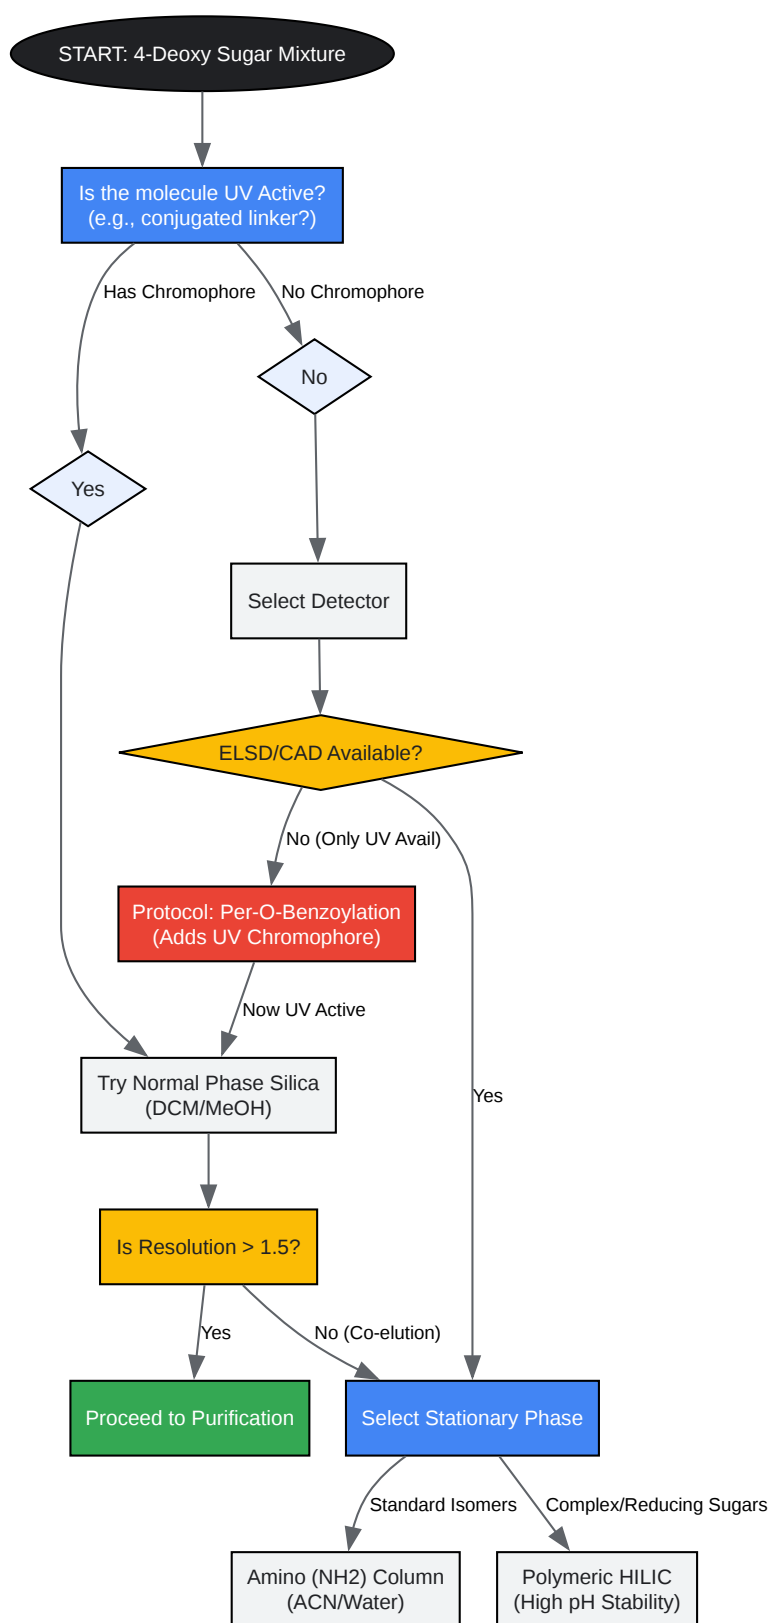 START: 4-Deoxy Sugar Mixture
Is the molecule UV Active?
(e.g., conjugated linker?)
Has Chromophore
No Chromophore
No
Yes
Select Detector
ELSD/CAD Available?
No (Only UV Avail)
Protocol: Per-O-Benzoylation
(Adds UV Chromophore)
Now UV Active
Try Normal Phase Silica
(DCM/MeOH)
Yes
Is Resolution > 1.5?
Yes
No (Co-elution)
Proceed to Purification
Select Stationary Phase
Standard Isomers
Complex/Reducing Sugars
Amino (NH2) Column
(ACN/Water)
Polymeric HILIC
(High pH Stability)